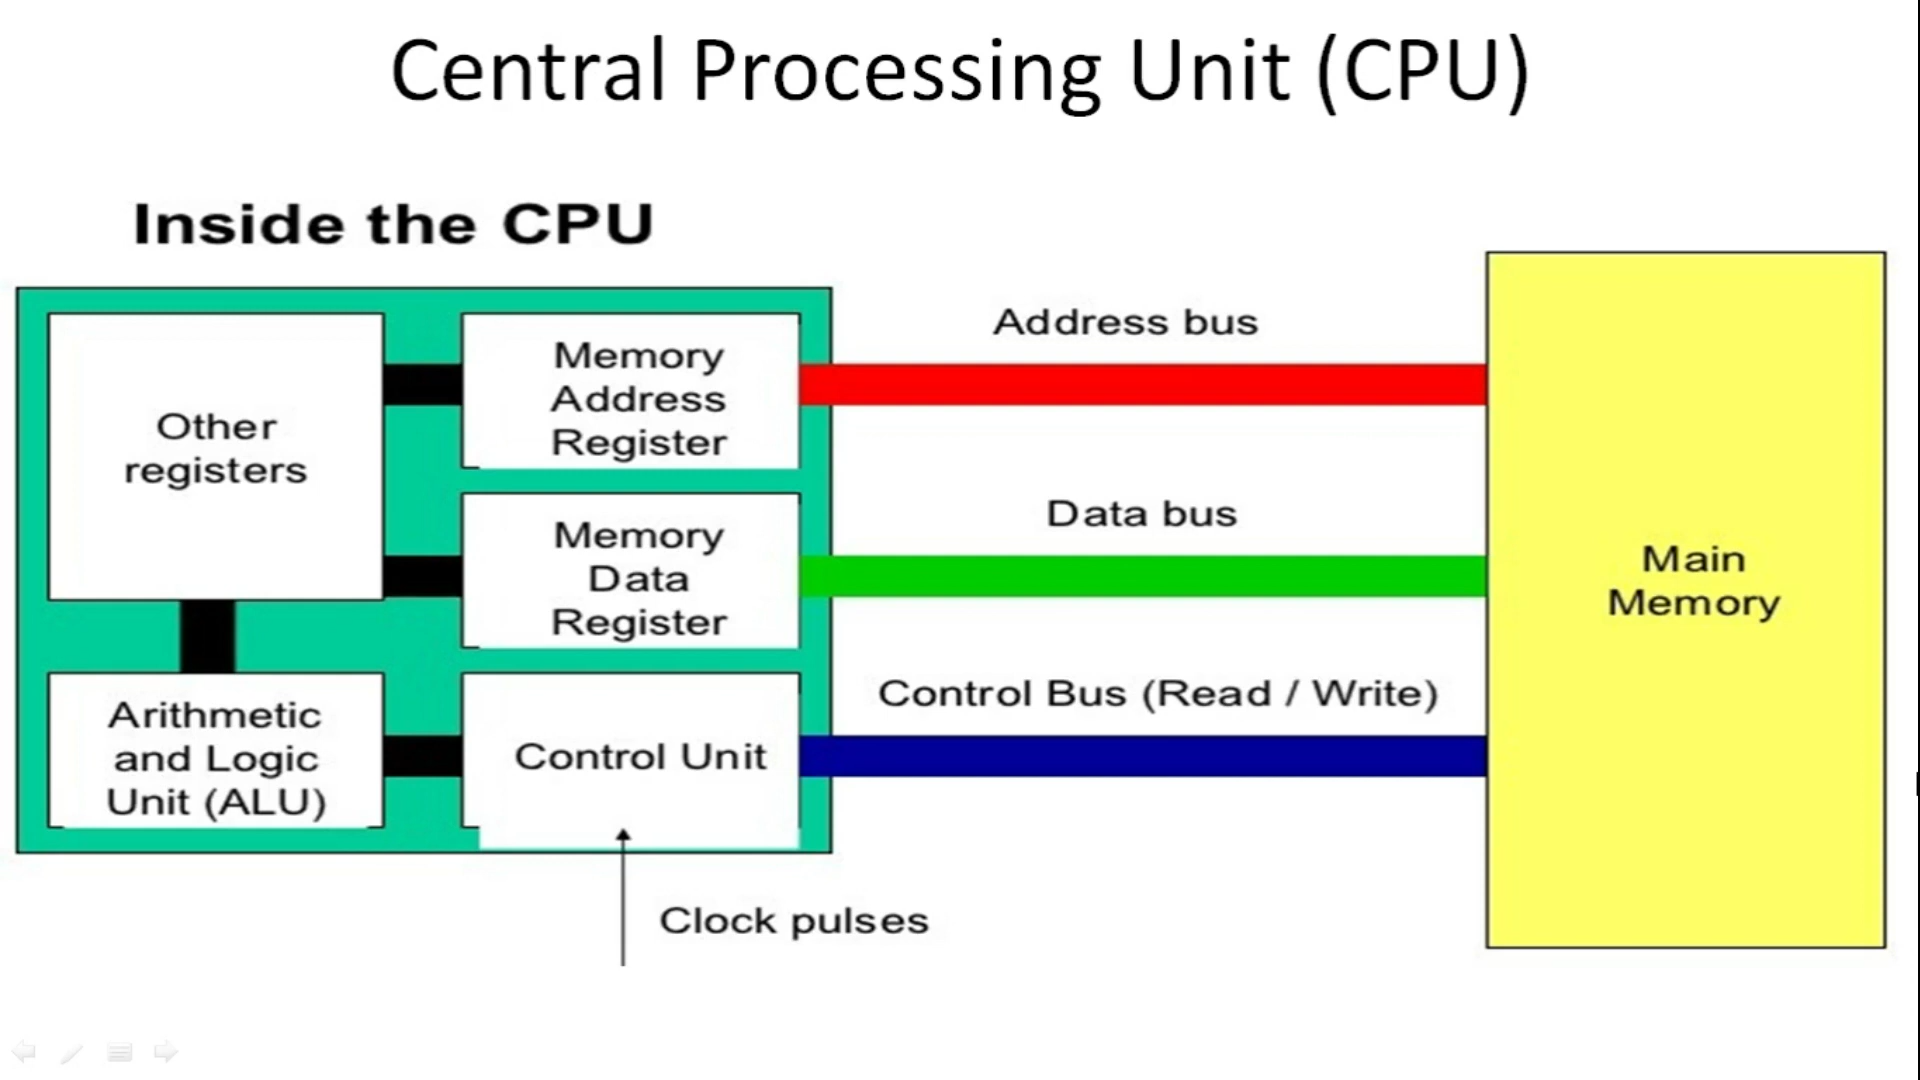 Central Processing Unit (CPU)
Inside the CPU
Other
registers
Memory
Address
Register
Address bus
Memory
Data
Register
Data bus
Main
Memory
Arithmetic
and Logic
Unit (ALU)
Control Unit
Control Bus (Read / Write)
Clock pulses